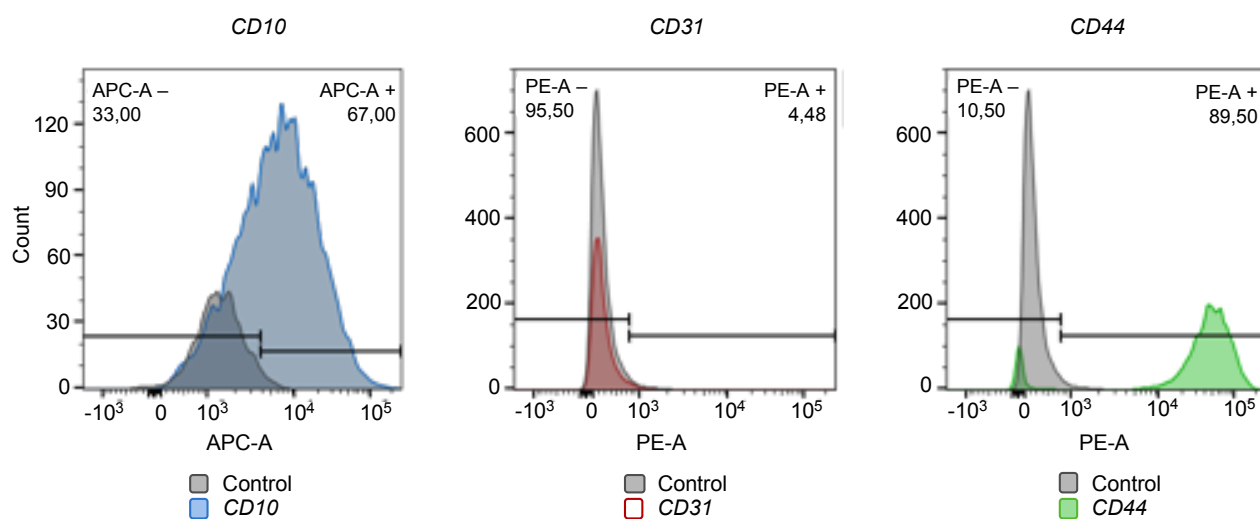 CD10
APC-A –
33,00
APC-A +
67,00
Count
120
90
60
30
0
-10³ 0 10³ 10⁴ 10⁵
APC-A
Control
CD10
CD31
PE-A –
95,50
PE-A +
4,48
600
400
200
0
-10³ 0 10³ 10⁴ 10⁵
PE-A
Control
CD31
CD44
PE-A –
10,50
PE-A +
89,50
600
400
200
0
-10³ 0 10³ 10⁴ 10⁵
PE-A
Control
CD44